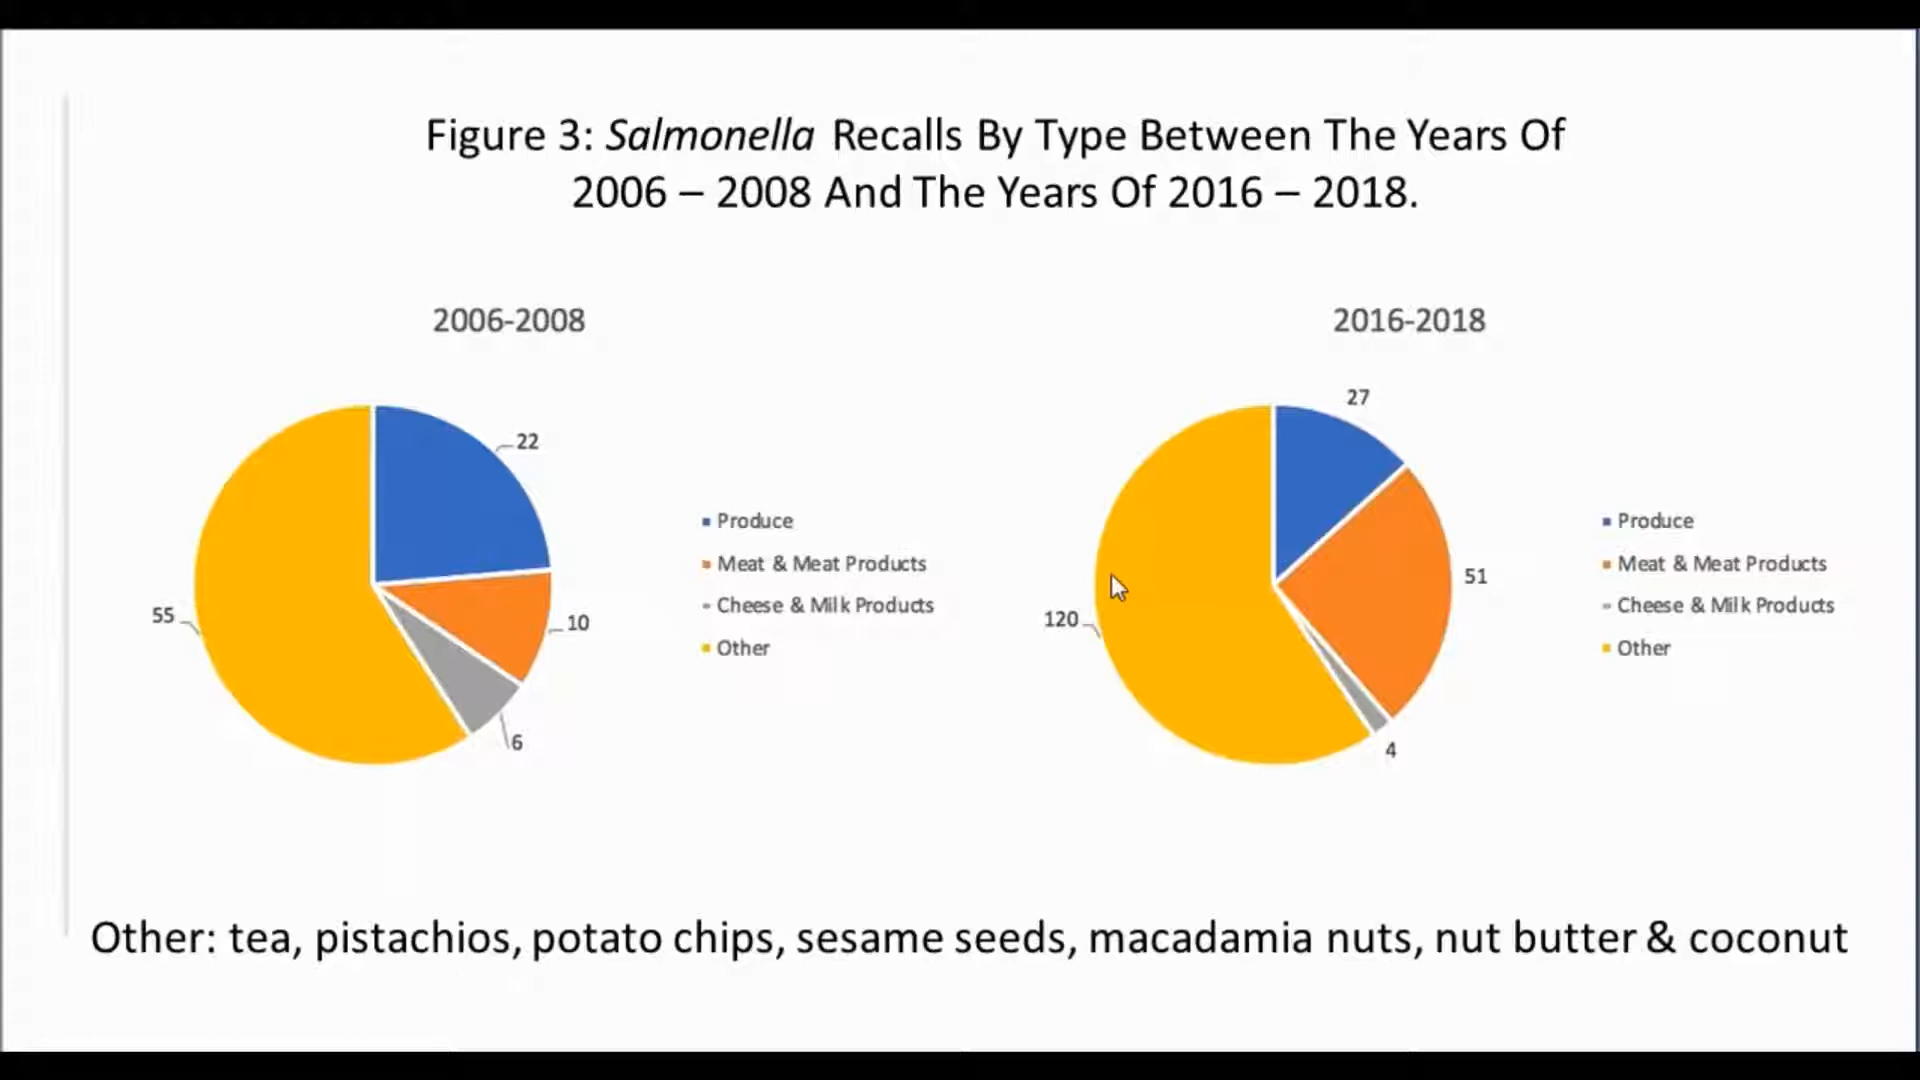 Figure 3: Salmonella Recalls By Type Between The Years Of
2006 – 2008 And The Years Of 2016 – 2018.
2006-2008
22
10
6
55
Produce
Meat & Meat Products
Cheese & Milk Products
Other
2016-2018
27
51
4
120
Produce
Meat & Meat Products
Cheese & Milk Products
Other
Other: tea, pistachios, potato chips, sesame seeds, macadamia nuts, nut butter & coconut